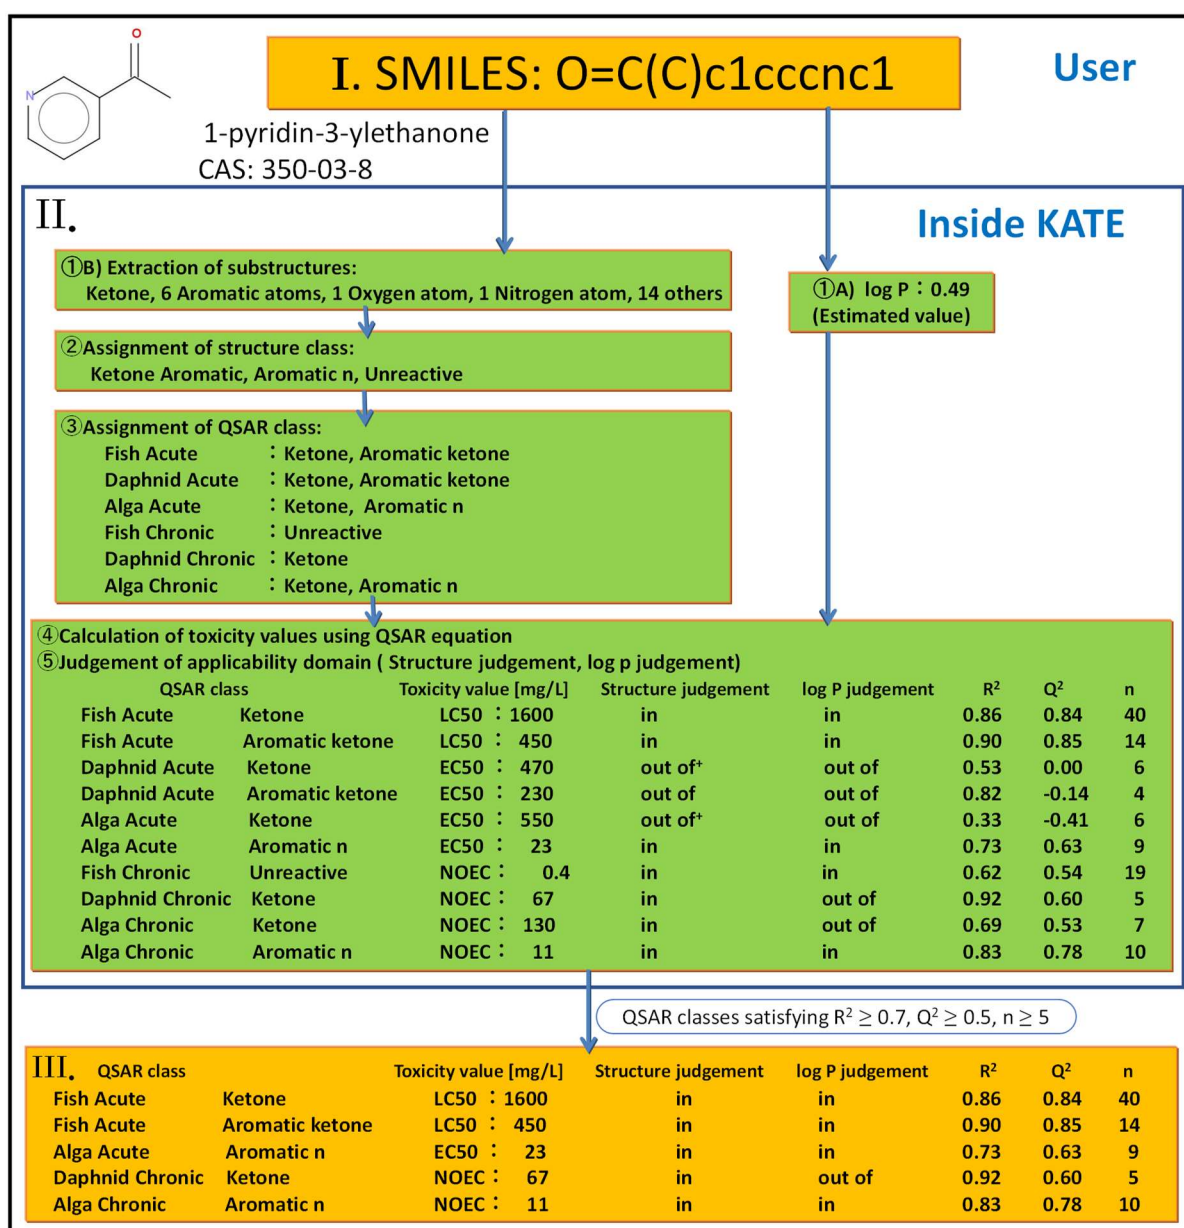 O
N
I. SMILES: O=C(C)c1cccnc1
User
1-pyridin-3-ylethanone
CAS: 350-03-8
II.
Inside KATE
①B) Extraction of substructures:
Ketone, 6 Aromatic atoms, 1 Oxygen atom, 1 Nitrogen atom, 14 others
①A) log P：0.49
(Estimated value)
②Assignment of structure class:
Ketone Aromatic, Aromatic n, Unreactive
③Assignment of QSAR class:
Fish Acute ：Ketone, Aromatic ketone
Daphnid Acute ：Ketone, Aromatic ketone
Alga Acute ：Ketone, Aromatic n
Fish Chronic ：Unreactive
Daphnid Chronic ：Ketone
Alga Chronic ：Ketone, Aromatic n
④Calculation of toxicity values using QSAR equation
⑤Judgement of applicability domain ( Structure judgement, log p judgement)
QSAR class Toxicity value [mg/L] Structure judgement log P judgement R² Q² n
Fish Acute Ketone LC50 ：1600 in in 0.86 0.84 40
Fish Acute Aromatic ketone LC50 ： 450 in in 0.90 0.85 14
Daphnid Acute Ketone EC50 ： 470 out of⁺ out of 0.53 0.00 6
Daphnid Acute Aromatic ketone EC50 ： 230 out of out of 0.82 -0.14 4
Alga Acute Ketone EC50 ： 550 out of⁺ out of 0.33 -0.41 6
Alga Acute Aromatic n EC50 ： 23 in in 0.73 0.63 9
Fish Chronic Unreactive NOEC： 0.4 in in 0.62 0.54 19
Daphnid Chronic Ketone NOEC： 67 in out of 0.92 0.60 5
Alga Chronic Ketone NOEC： 130 in out of 0.69 0.53 7
Alga Chronic Aromatic n NOEC： 11 in in 0.83 0.78 10
QSAR classes satisfying R² ≥ 0.7, Q² ≥ 0.5, n ≥ 5
III. QSAR class Toxicity value [mg/L] Structure judgement log P judgement R² Q² n
Fish Acute Ketone LC50 ：1600 in in 0.86 0.84 40
Fish Acute Aromatic ketone LC50 ： 450 in in 0.90 0.85 14
Alga Acute Aromatic n EC50 ： 23 in in 0.73 0.63 9
Daphnid Chronic Ketone NOEC： 67 in out of 0.92 0.60 5
Alga Chronic Aromatic n NOEC： 11 in in 0.83 0.78 10